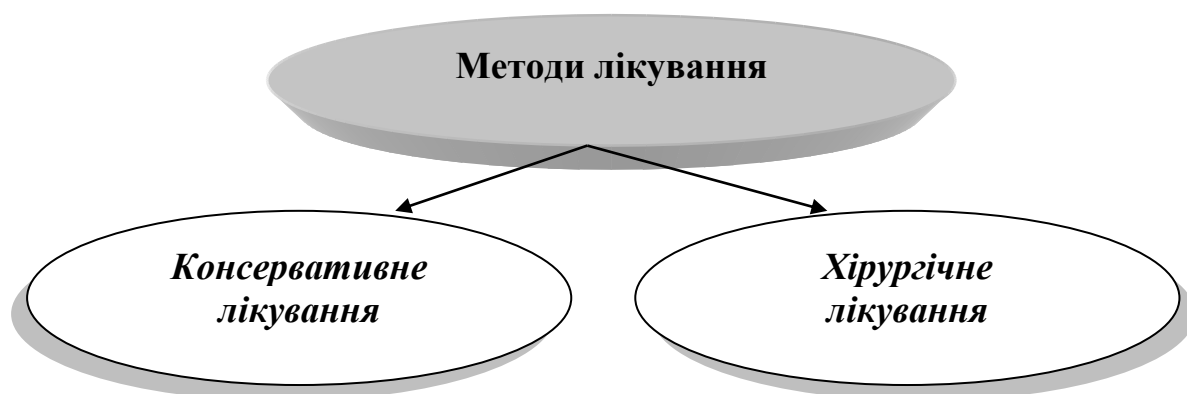 Методи лікування
Консервативне
лікування
Хірургічне
лікування